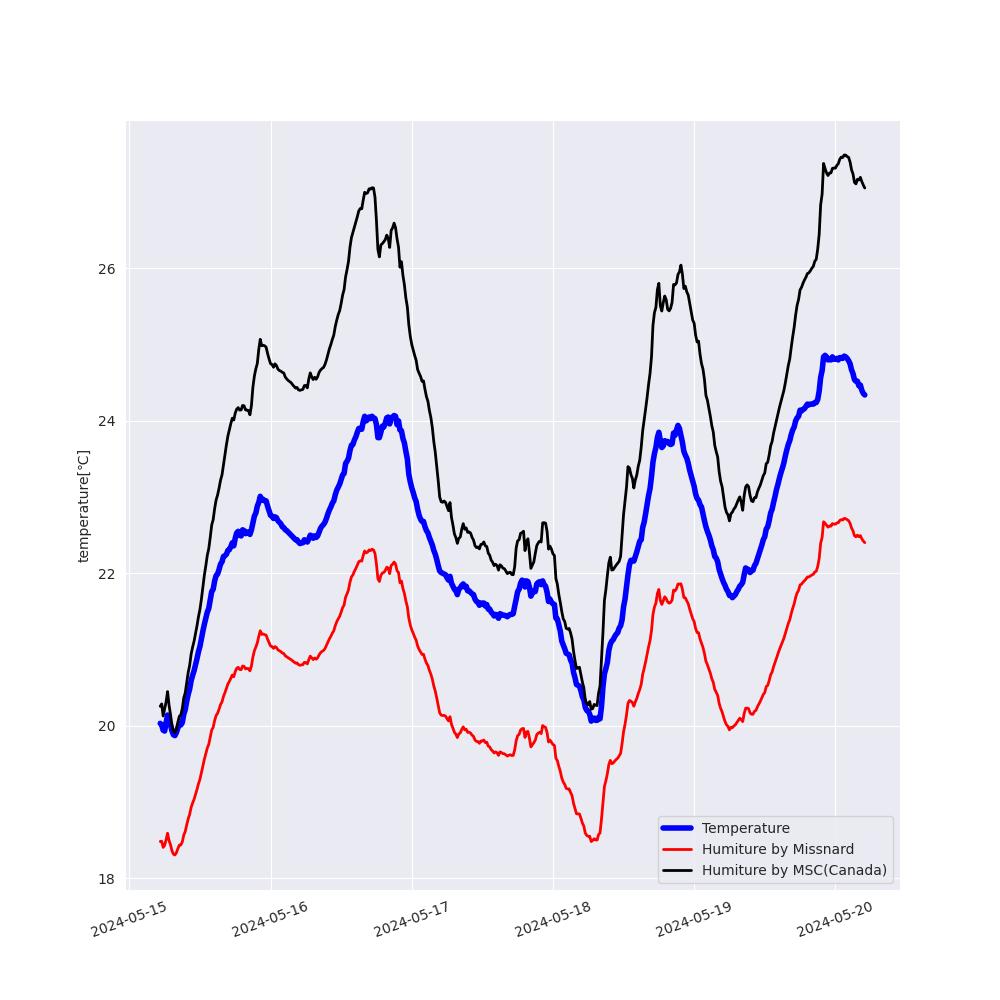 temperature[℃]
26
24
22
20
18
2024-05-15
2024-05-16
2024-05-17
2024-05-18
2024-05-19
2024-05-20
Temperature
Humiture by Missnard
Humiture by MSC(Canada)